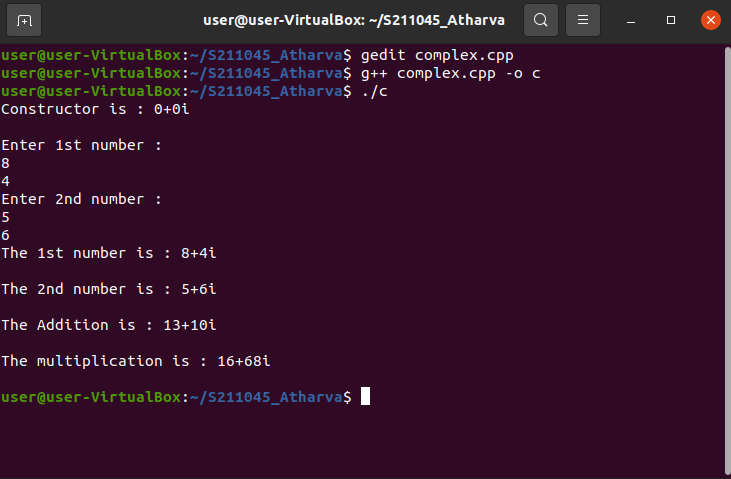 user@user-VirtualBox: ~/S211045_Atharva
user@user-VirtualBox:~/S211045_Atharva$ gedit complex.cpp
user@user-VirtualBox:~/S211045_Atharva$ g++ complex.cpp -o c
user@user-VirtualBox:~/S211045_Atharva$ ./c
Constructor is : 0+0i
Enter 1st number :
8
4
Enter 2nd number :
5
6
The 1st number is : 8+4i
The 2nd number is : 5+6i
The Addition is : 13+10i
The multiplication is : 16+68i
user@user-VirtualBox:~/S211045_Atharva$